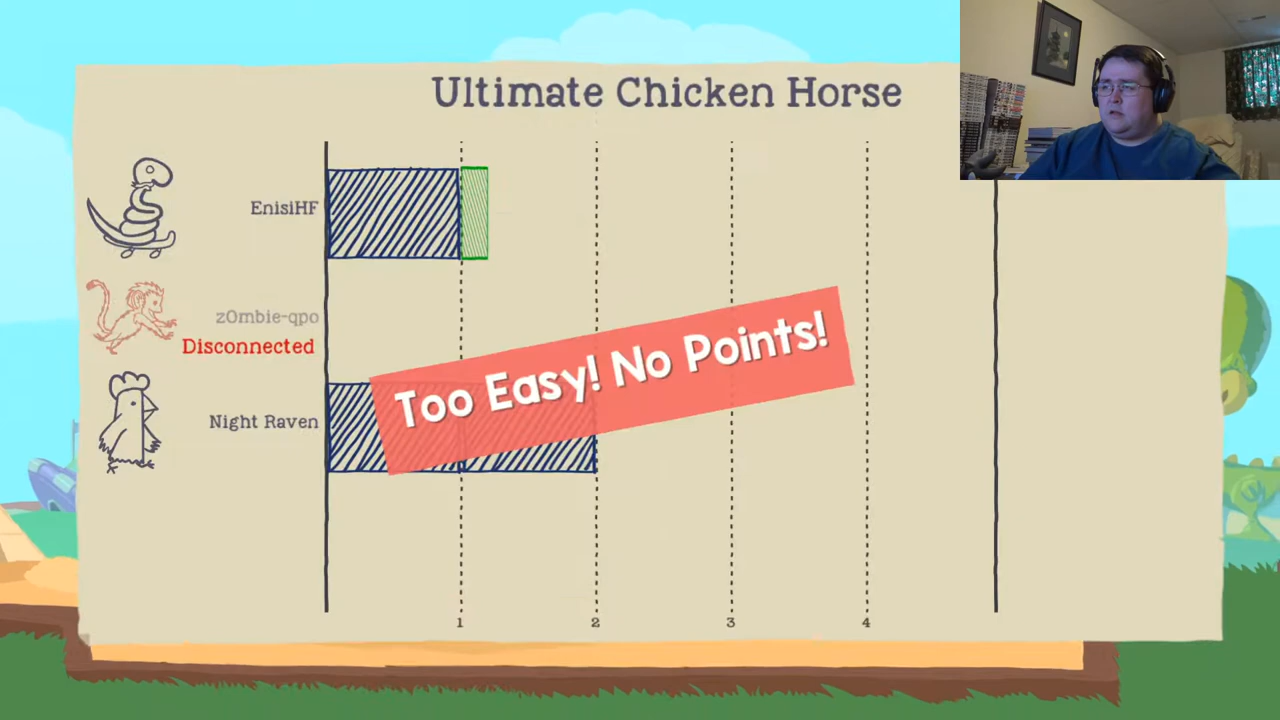 Ultimate Chicken Horse
EnisiHF
z0mbie-qpo
Disconnected
Too Easy! No Points!
Night Raven
1 2 3 4